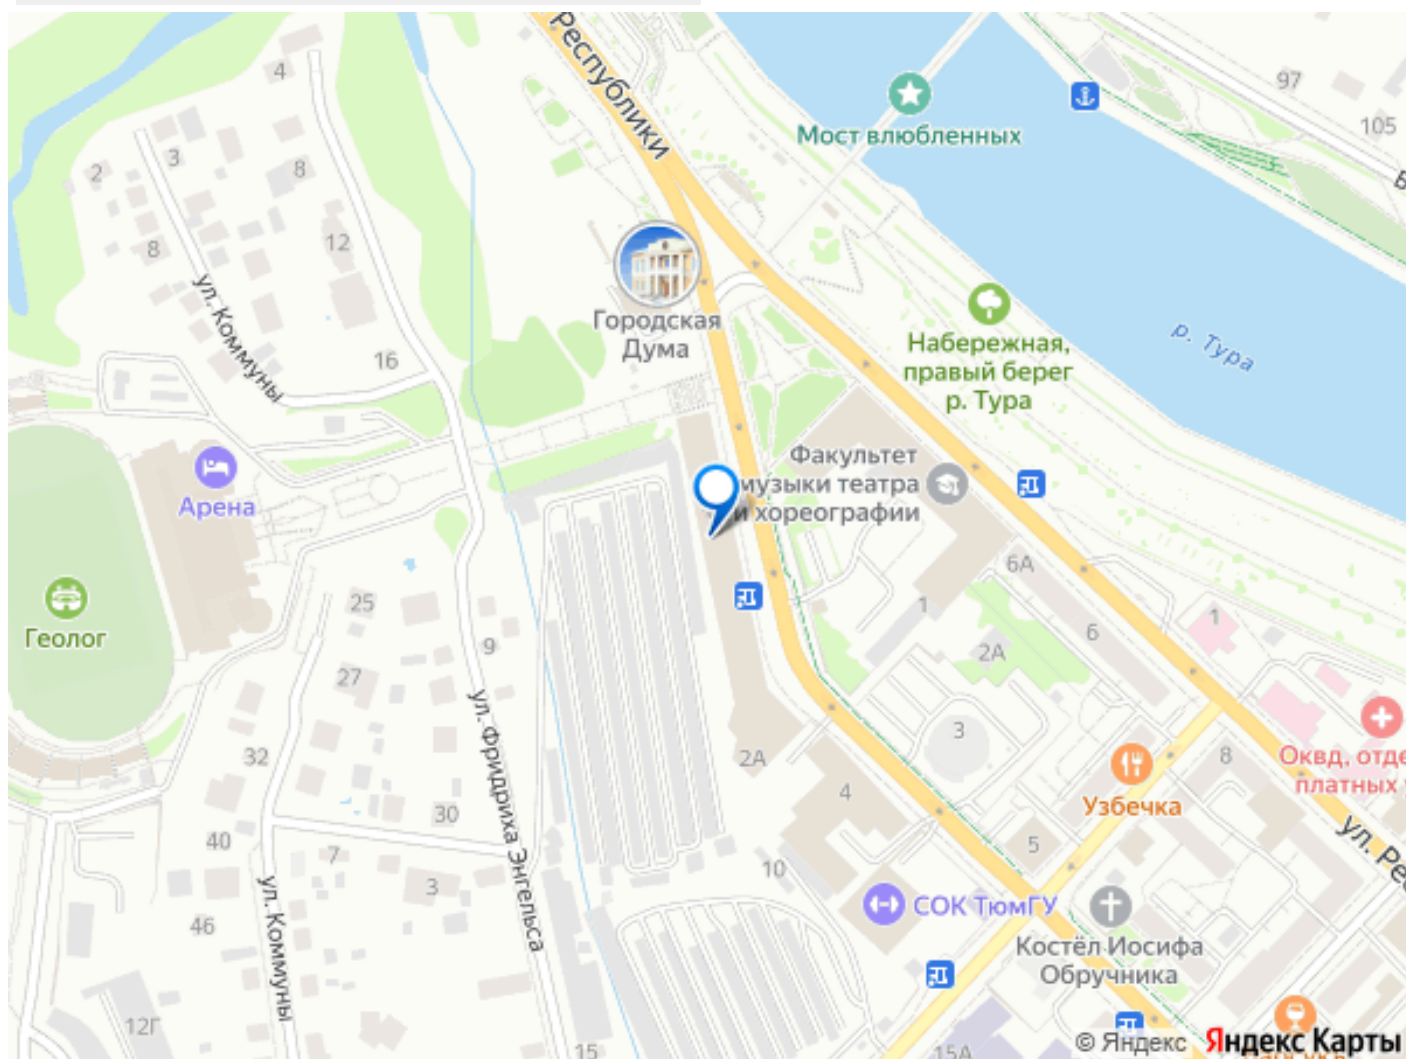 Республики
4
97
105
Мост влюбленных
3
2
8
8
12
ул. Коммуны
Городская
Дума
16
р. Тура
Набережная,
правый берег
р. Тура
Арена
Факультет
музыки театра
и хореографии
6А
Геолог
25
9
1
6
1
2А
27
ул. Фридриха Энгельса
32
2А
3
8
Оквд, отде
платных
4
Узбечка
40
30
7
5
ул. Рес
3
10
ул. Коммуны
46
СОК ТюмГУ
Костёл Иосифа
Обручника
12Г
15
15А
© Яндекс
Яндекс Карты